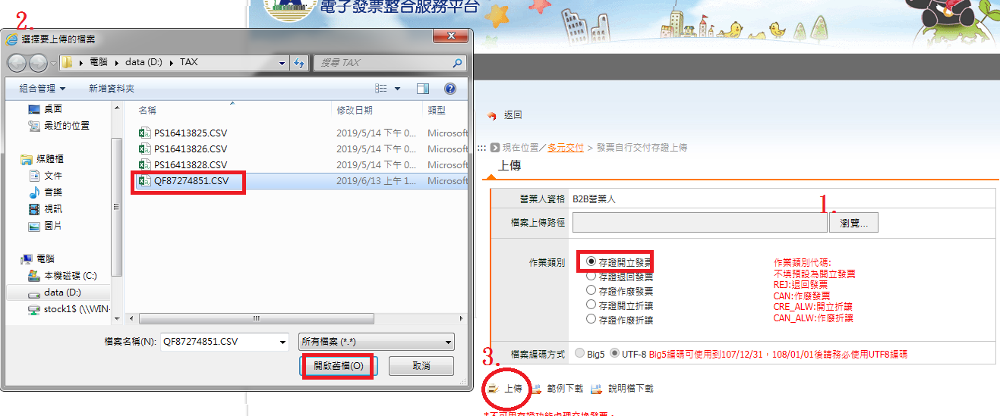 2.
電子發票整合服務平台
選擇要上傳的檔案
電腦 data (D:) TAX
搜尋 TAX
組合管理 新增資料夾
桌面
最近的位置
媒體櫃
文件
音樂
視訊
圖片
電腦
本機磁碟 (C:)
data (D:)
stock1$ (\\WIN-
名稱 修改日期 類型
PS16413825.CSV 2019/5/14 下午 0... Microsoft
PS16413826.CSV 2019/5/14 下午 0... Microsoft
PS16413828.CSV 2019/5/14 下午 0... Microsoft
QF87274851.CSV 2019/6/13 上午 1... Microsoft
檔案名稱(N): QF87274851.CSV 所有檔案 (*.*)
開啟舊檔(O) 取消
返回
::: 現在位置／多元交付 > 發票自行交付存證上傳
上傳
營業人資格 B2B營業人
1.
檔案上傳路徑 瀏覽...
作業類別
存證開立發票
存證退回發票
存證作廢發票
存證開立折讓
存證作廢折讓
作業類別代碼:
不填預設為開立發票
REJ:退回發票
CAN:作廢發票
CRE_ALW:開立折讓
CAN_ALW:作廢折讓
檔案編碼方式 Big5 UTF-8 Big5編碼可使用到107/12/31，108/01/01後請務必使用UTF8編碼
3.
上傳 範例下載 說明檔下載
*不可用存證功能處理交換發票。